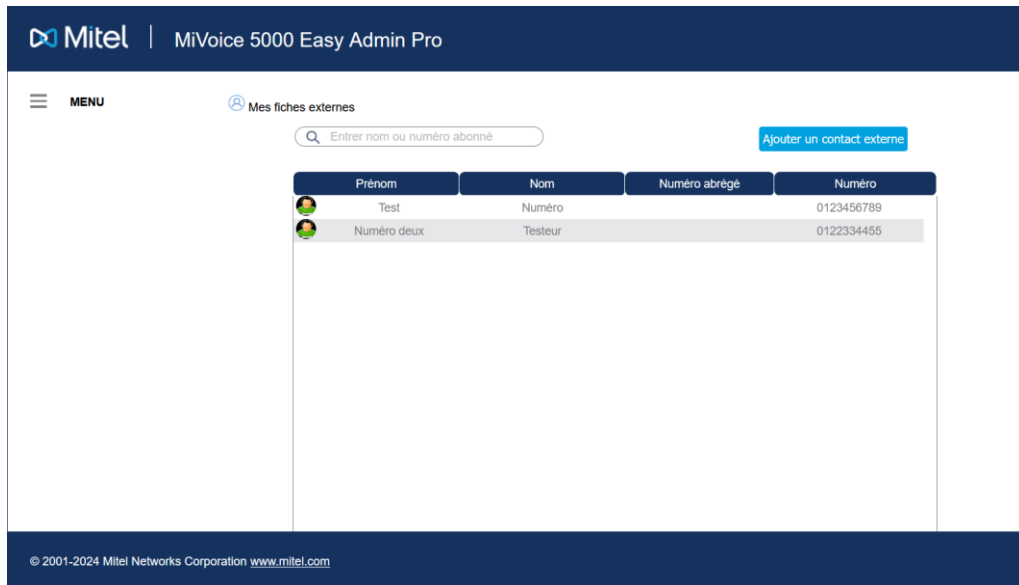 Mitel | MiVoice 5000 Easy Admin Pro
MENU
Mes fiches externes
Entrer nom ou numéro abonné
Ajouter un contact externe
Prénom Nom Numéro abrégé Numéro
Test Numéro 0123456789
Numéro deux Testeur 0122334455
© 2001-2024 Mitel Networks Corporation www.mitel.com